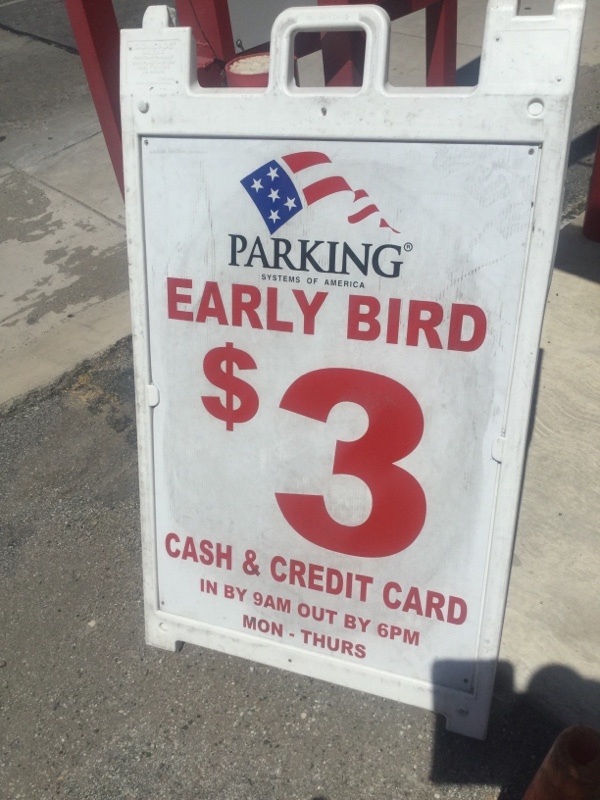 PARKING®
SYSTEMS OF AMERICA
EARLY BIRD
$3
CASH & CREDIT CARD
IN BY 9AM OUT BY 6PM
MON - THURS